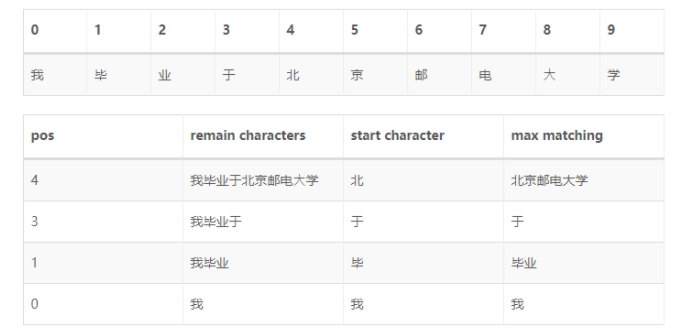 0 1 2 3 4 5 6 7 8 9
我 毕 业 于 北 京 邮 电 大 学
pos remain characters start character max matching
4 我毕业于北京邮电大学 北 北京邮电大学
3 我毕业于 于 于
1 我毕业 毕 毕业
0 我 我 我